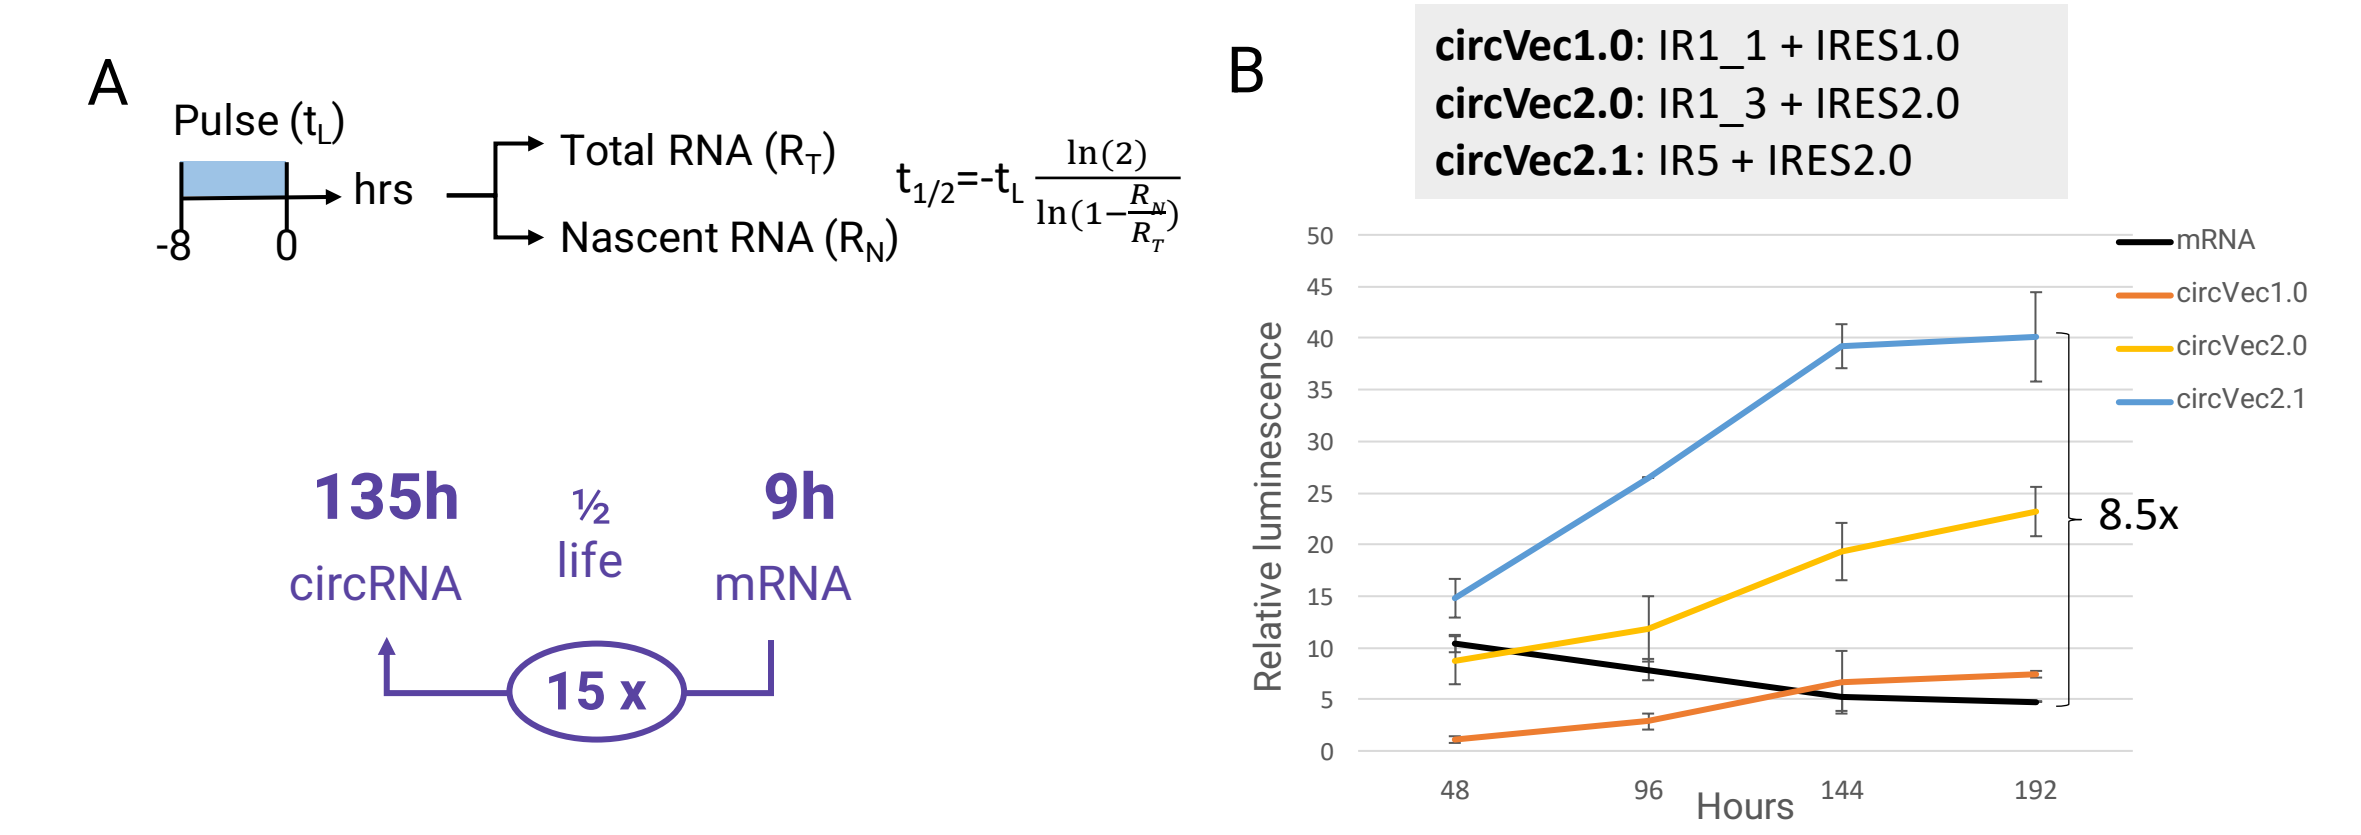 A
Pulse (tL)
hrs
-8
0
Total RNA (RT)
Nascent RNA (RN)
t1/2=-tL ln(2) / ln(1−RN/RT)
135h
½
life
9h
circRNA
mRNA
15 x
B
circVec1.0: IR1_1 + IRES1.0
circVec2.0: IR1_3 + IRES2.0
circVec2.1: IR5 + IRES2.0
Relative luminescence
50
45
40
35
30
25
20
15
10
5
0
48
96
144
192
Hours
mRNA
circVec1.0
circVec2.0
circVec2.1
8.5x